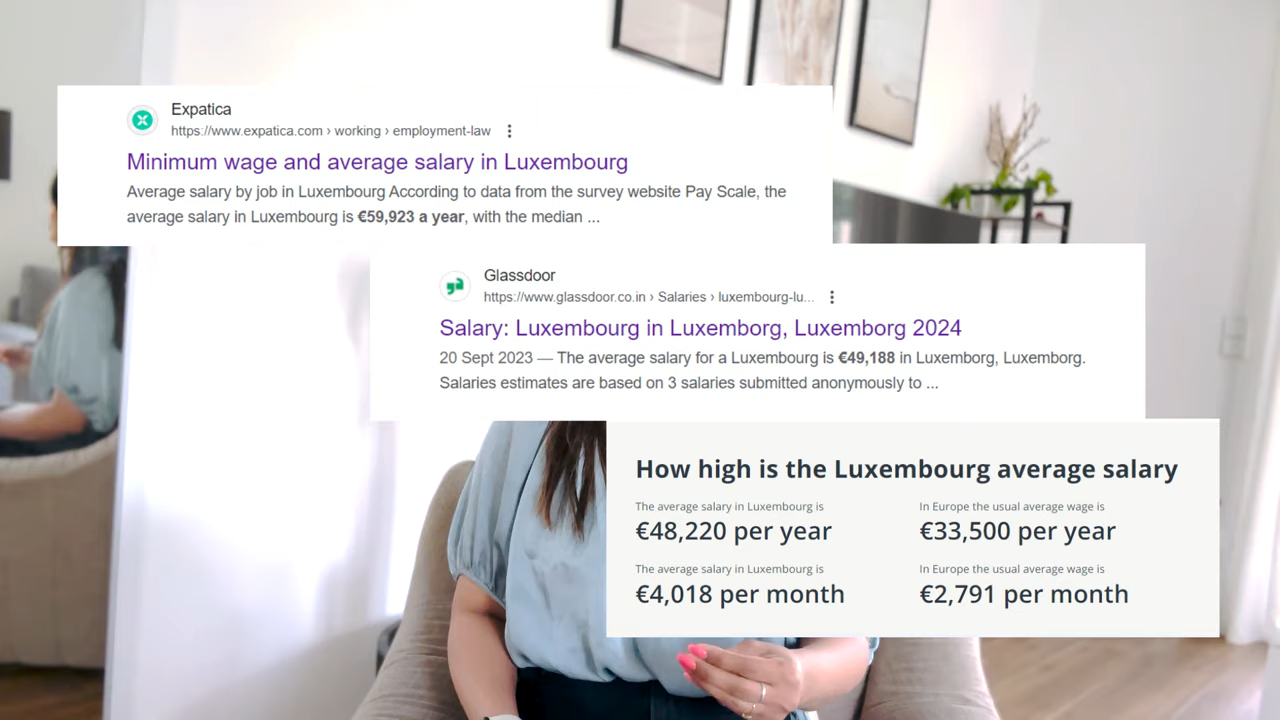 Expatica
https://www.expatica.com › working › employment-law
Minimum wage and average salary in Luxembourg
Average salary by job in Luxembourg According to data from the survey website Pay Scale, the
average salary in Luxembourg is €59,923 a year, with the median ...
Glassdoor
https://www.glassdoor.co.in › Salaries › luxembourg-lu...
Salary: Luxembourg in Luxemborg, Luxemborg 2024
20 Sept 2023 — The average salary for a Luxembourg is €49,188 in Luxemborg, Luxemborg.
Salaries estimates are based on 3 salaries submitted anonymously to ...
How high is the Luxembourg average salary
The average salary in Luxembourg is
€48,220 per year
In Europe the usual average wage is
€33,500 per year
The average salary in Luxembourg is
€4,018 per month
In Europe the usual average wage is
€2,791 per month